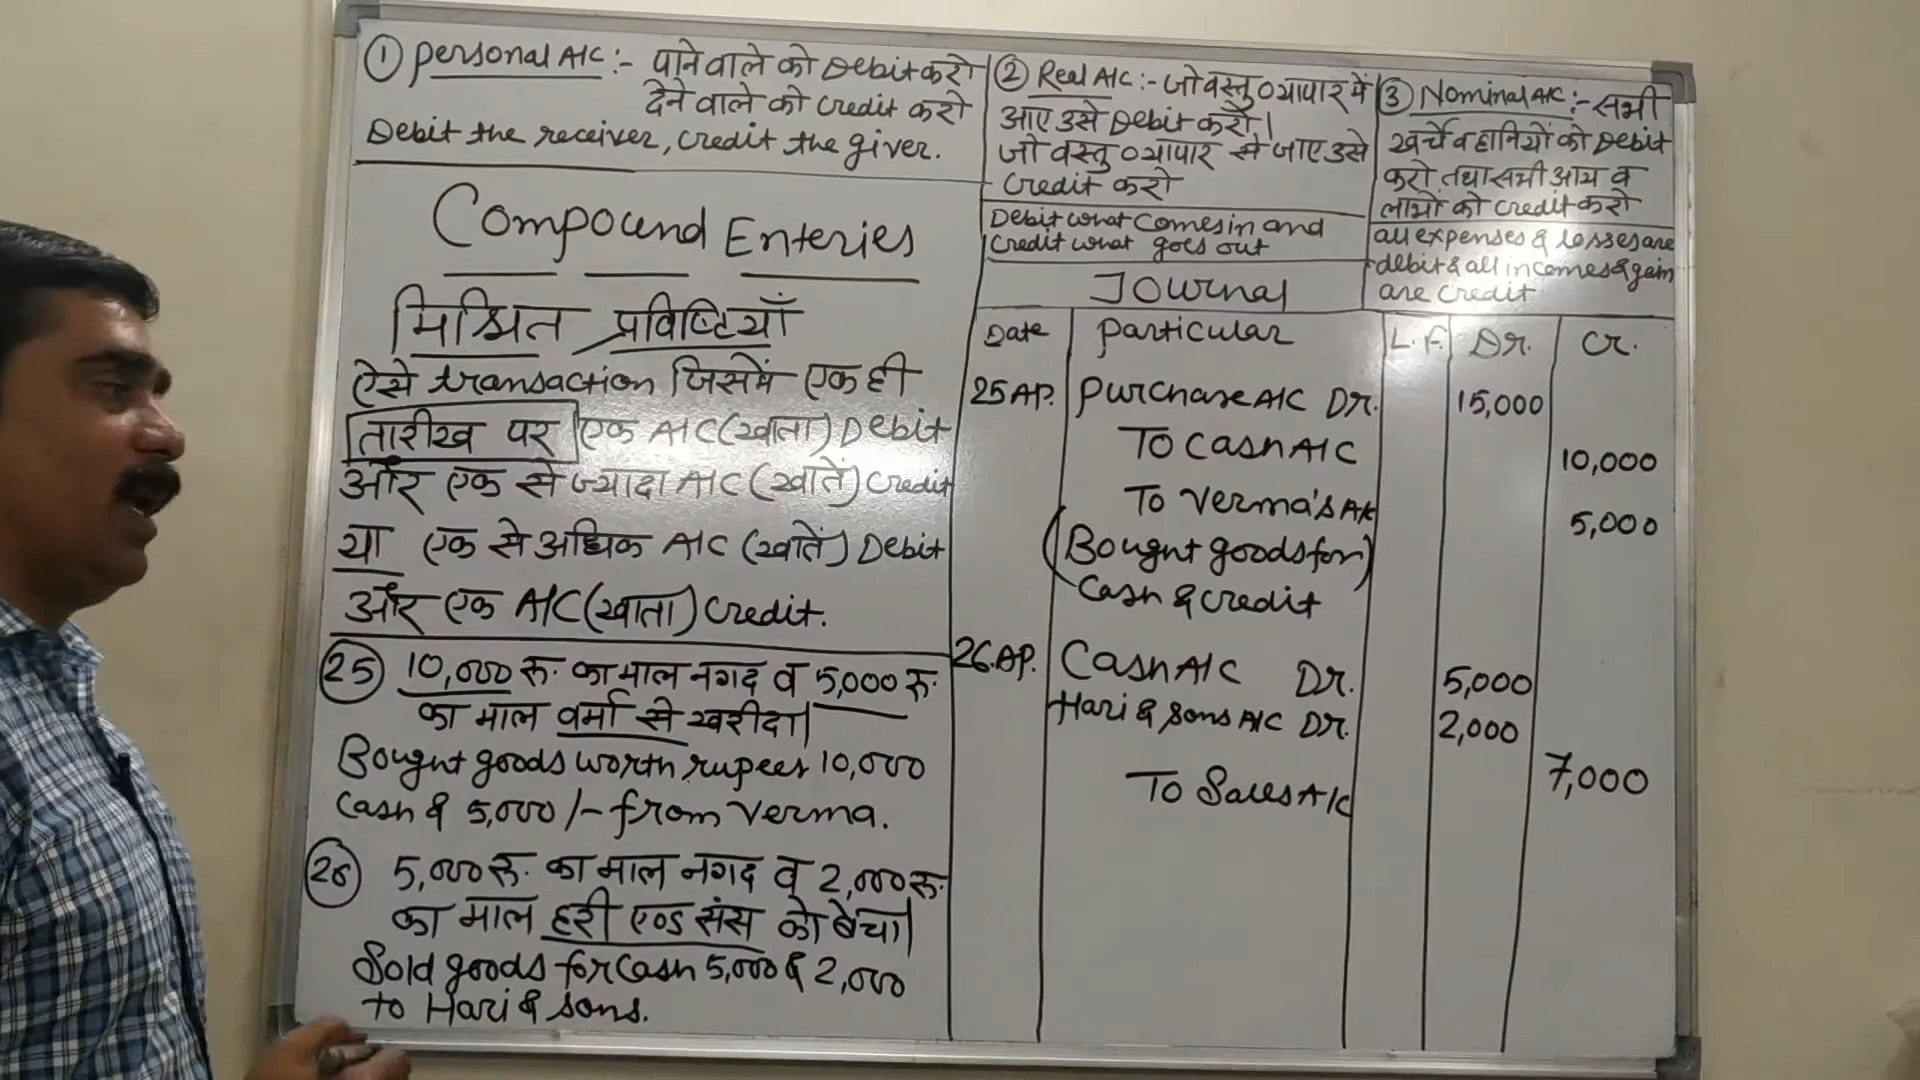 ① Personal A/C :- पाने वाले को Debit करो
देने वाले को Credit करो
Debit the receiver, credit the giver.
② Real A/C :- जो वस्तु व्यापार में
आए उसे Debit करो।
जो वस्तु व्यापार से जाए उसे
Credit करो
Debit what comes in and
Credit what goes out
③ Nominal A/C :- सभी
खर्चे व हानियों को Debit
करो तथा सभी आय व
लाभों को Credit करो
all expenses & losses are
debit & all incomes & gain
are credit
Compound Enteries
मिश्रित प्रविष्टियाँ
ऐसे transaction जिसमें एक ही
तारीख पर एक A/C (खाता) Debit
और एक से ज्यादा A/C (खातें) Credit
या एक से अधिक A/C (खातें) Debit
और एक A/C (खाता) Credit.
25 10,000 रु. का माल नगद व 5,000 रु.
का माल वर्मा से खरीदा।
Bought goods worth rupees 10,000
Cash & 5,000/- from Verma.
26 5,000 रु. का माल नगद व 2,000 रु.
का माल हरी एण्ड संस को बेचा।
Sold goods for Cash 5,000 & 2,000
to Hari & Sons.
Journal
Date Particular L.F. Dr. Cr.
25 AP. Purchase A/C Dr. 15,000
To Cash A/C 10,000
To Verma's A/C 5,000
(Bought goods for)
Cash & credit
26. AP. Cash A/C Dr. 5,000
Hari & Sons A/C Dr. 2,000
To Sales A/C 7,000